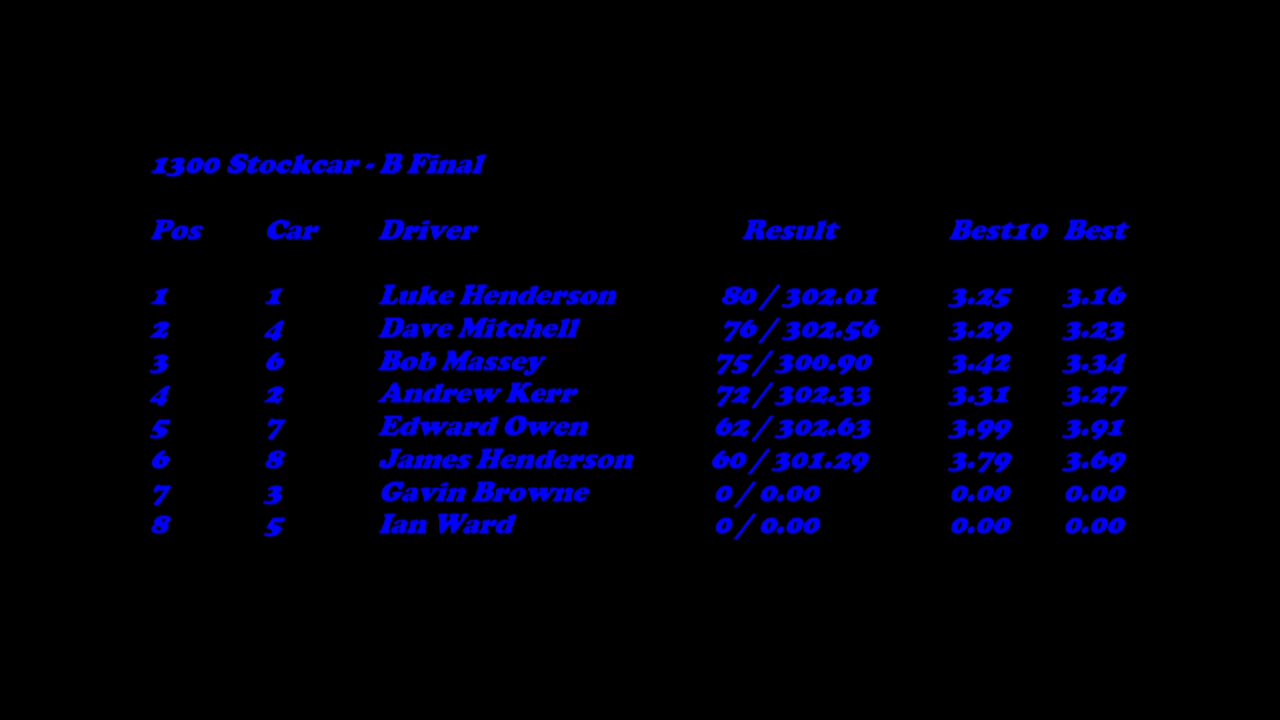 1300 Stockcar - B Final
Pos Car Driver Result Best10 Best
1 1 Luke Henderson 80 / 302.01 3.25 3.16
2 4 Dave Mitchell 76 / 302.56 3.29 3.23
3 6 Bob Massey 75 / 300.90 3.42 3.34
4 2 Andrew Kerr 72 / 302.33 3.31 3.27
5 7 Edward Owen 62 / 302.63 3.99 3.91
6 8 James Henderson 60 / 301.29 3.79 3.69
7 3 Gavin Browne 0 / 0.00 0.00 0.00
8 5 Ian Ward 0 / 0.00 0.00 0.00